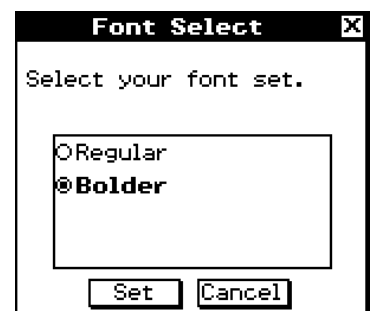 Font Select X
Select your font set.
Regular
Bolder
Set Cancel